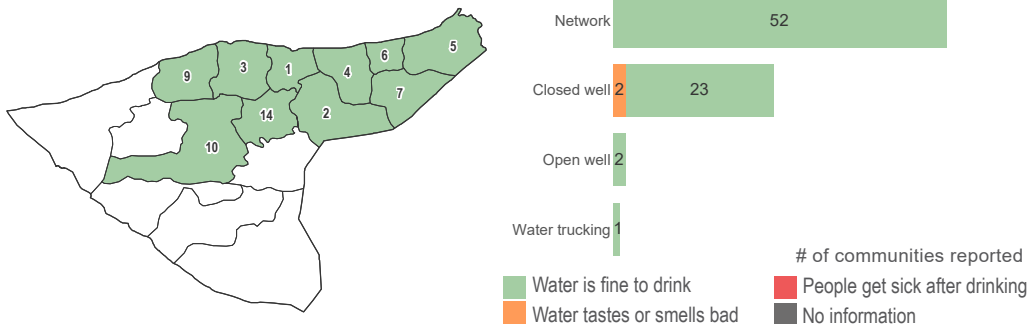 5
6
4
1
3
9
7
2
14
10
Network
52
Closed well
2
23
Open well
2
Water trucking
1
# of communities reported
Water is fine to drink
People get sick after drinking
Water tastes or smells bad
No information